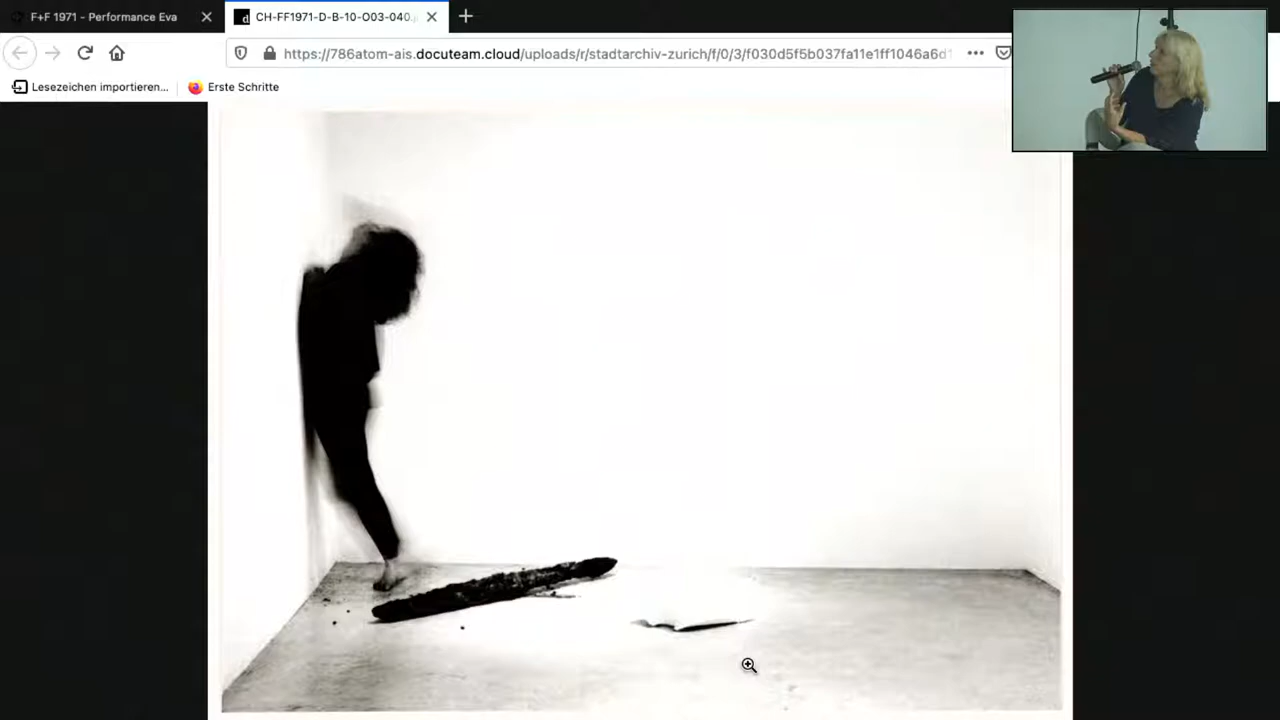 F+F 1971 - Performance Eva
CH-FF1971-D-B-10-O03-040.
https://786atom-ais.docuteam.cloud/uploads/r/stadtarchiv-zurich/f/0/3/f030d5f5b037fa11e1ff1046a6d1
Lesezeichen importieren... Erste Schritte